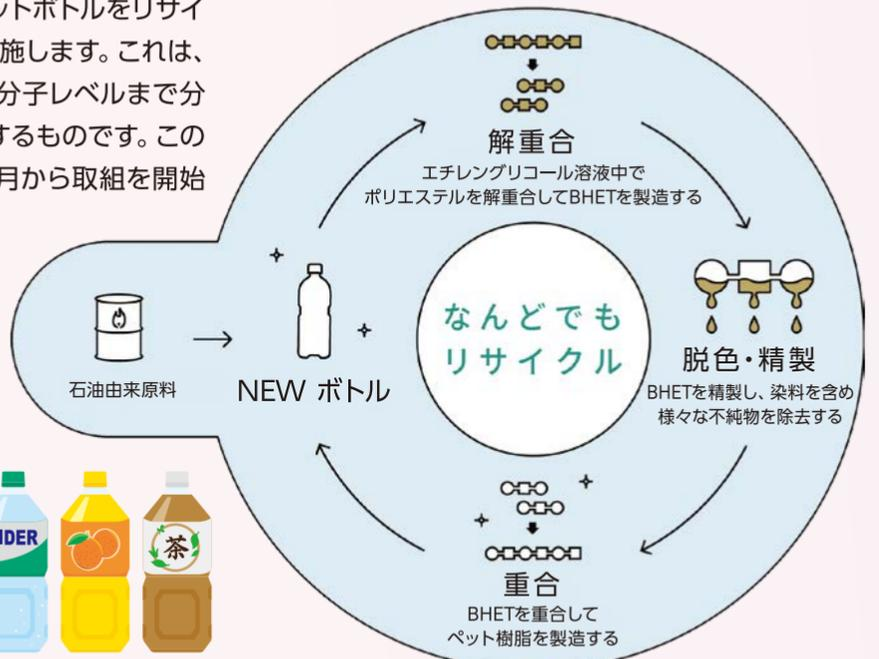 ットボトルをリサイ
施します。これは、
分子レベルまで分
するものです。この
月から取組を開始
解重合
エチレングリコール溶液中で
ポリエステルを解重合してBHETを製造する
なんどでも
リサイクル
脱色・精製
BHETを精製し、染料を含め
様々な不純物を除去する
石油由来原料
NEW ボトル
重合
BHETを重合して
ペット樹脂を製造する
IDER
茶